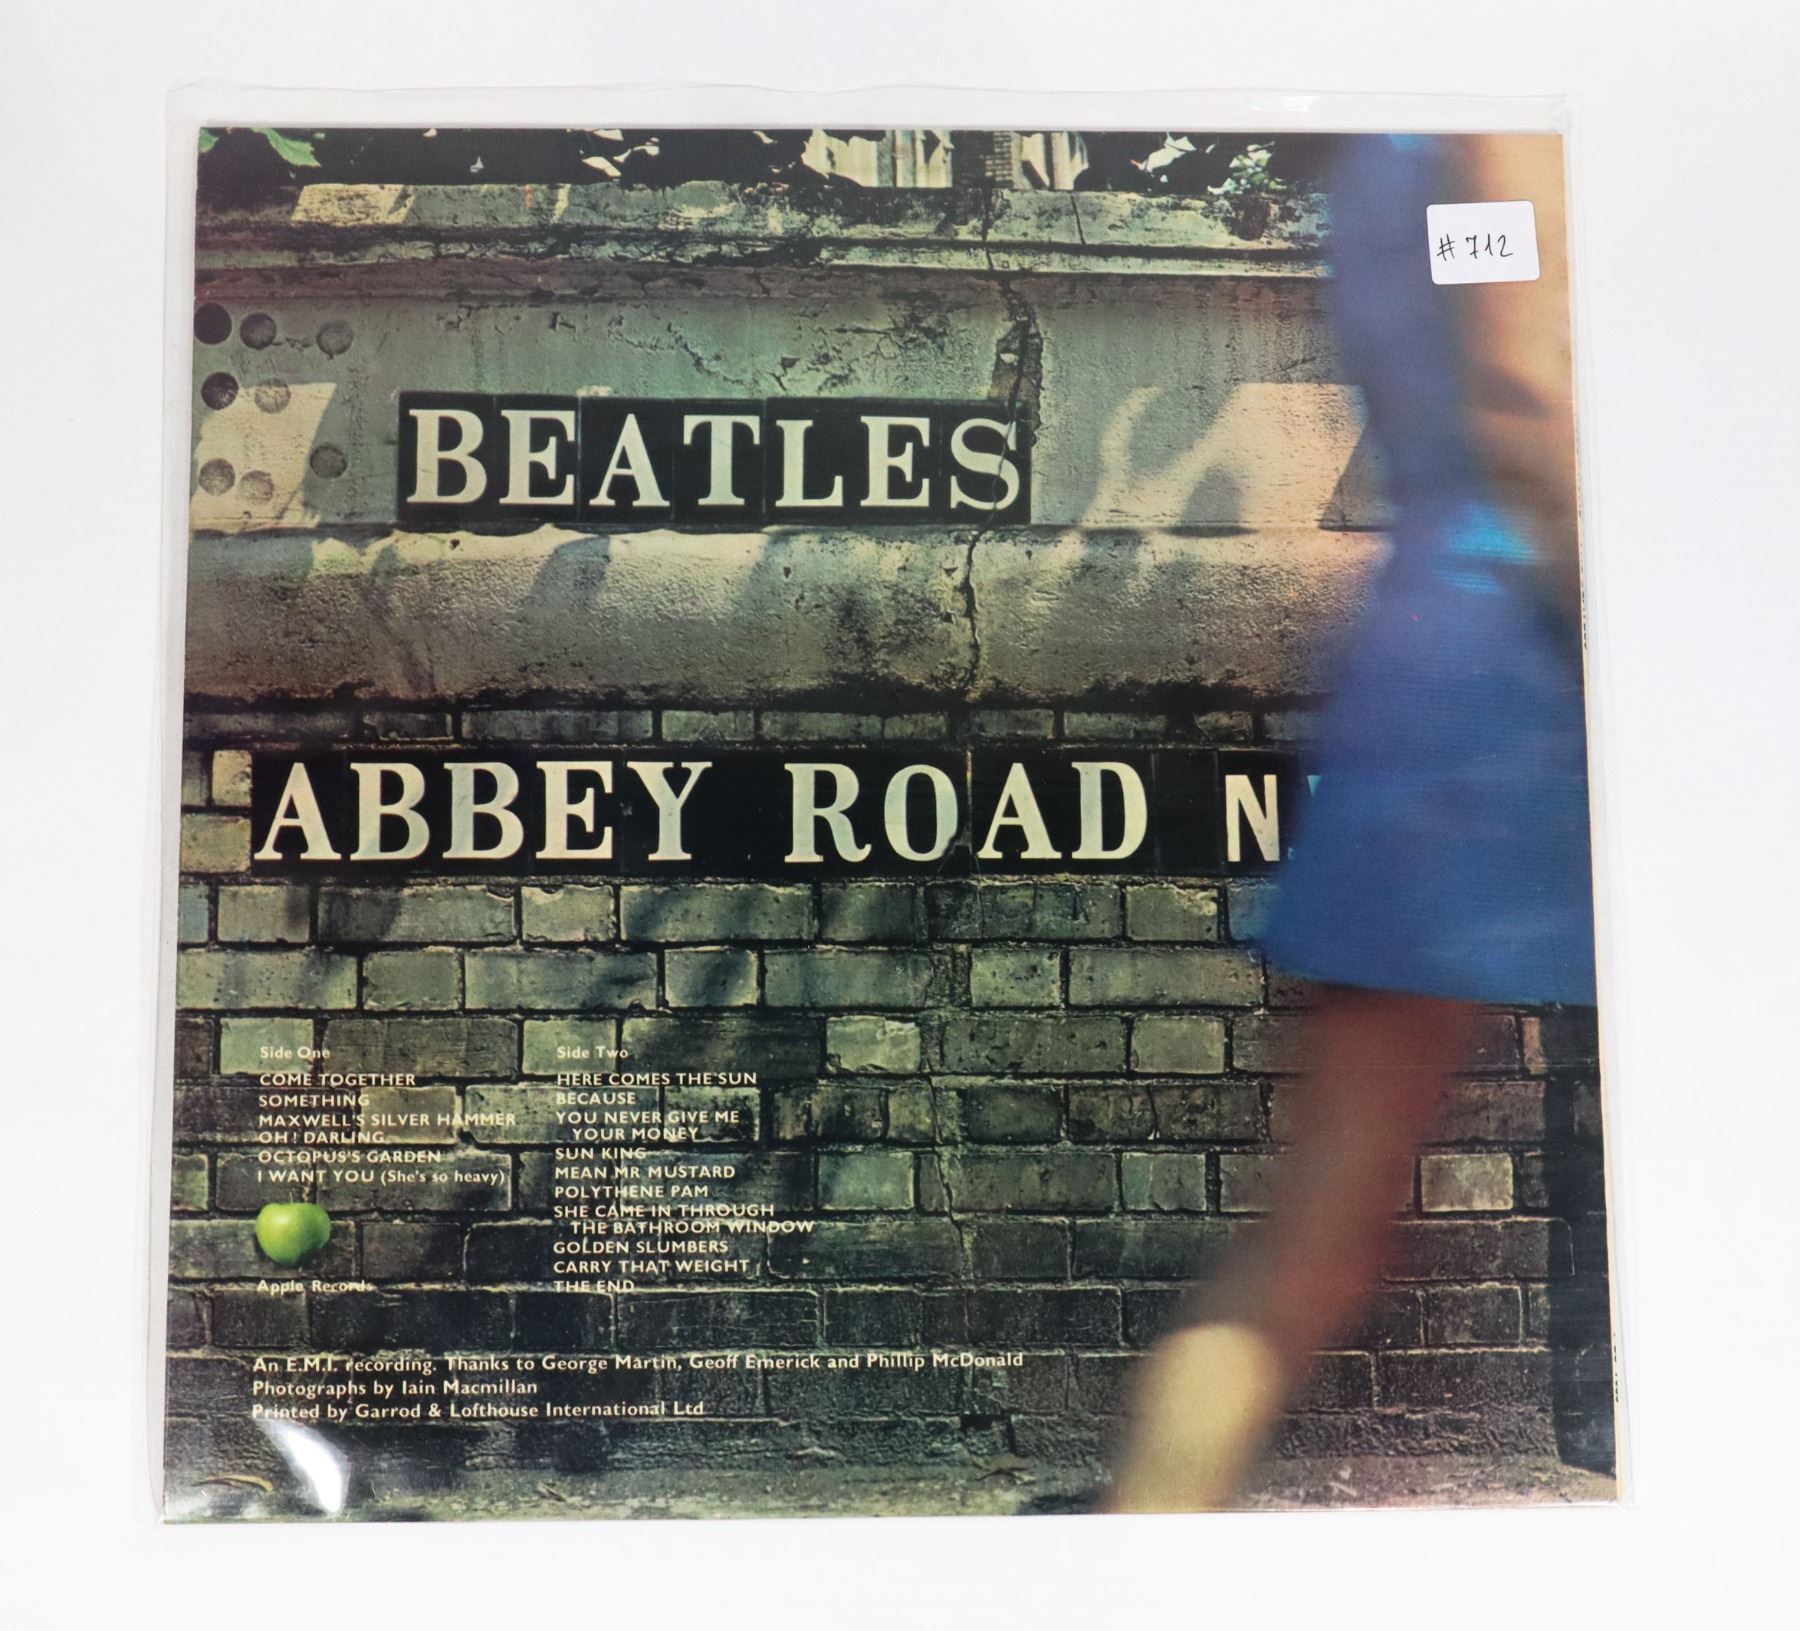 # 712
BEATLES
ABBEY ROAD N
Side One
COME TOGETHER
SOMETHING
MAXWELL'S SILVER HAMMER
OH! DARLING
OCTOPUS'S GARDEN
I WANT YOU (She's so heavy)
Apple Records
Side Two
HERE COMES THE SUN
BECAUSE
YOU NEVER GIVE ME
YOUR MONEY
SUN KING
MEAN MR MUSTARD
POLYTHENE PAM
SHE CAME IN THROUGH
THE BATHROOM WINDOW
GOLDEN SLUMBERS
CARRY THAT WEIGHT
THE END
An E.M.I. recording. Thanks to George Martin, Geoff Emerick and Phillip McDonald
Photographs by Iain Macmillan
Printed by Garrod & Lofthouse International Ltd